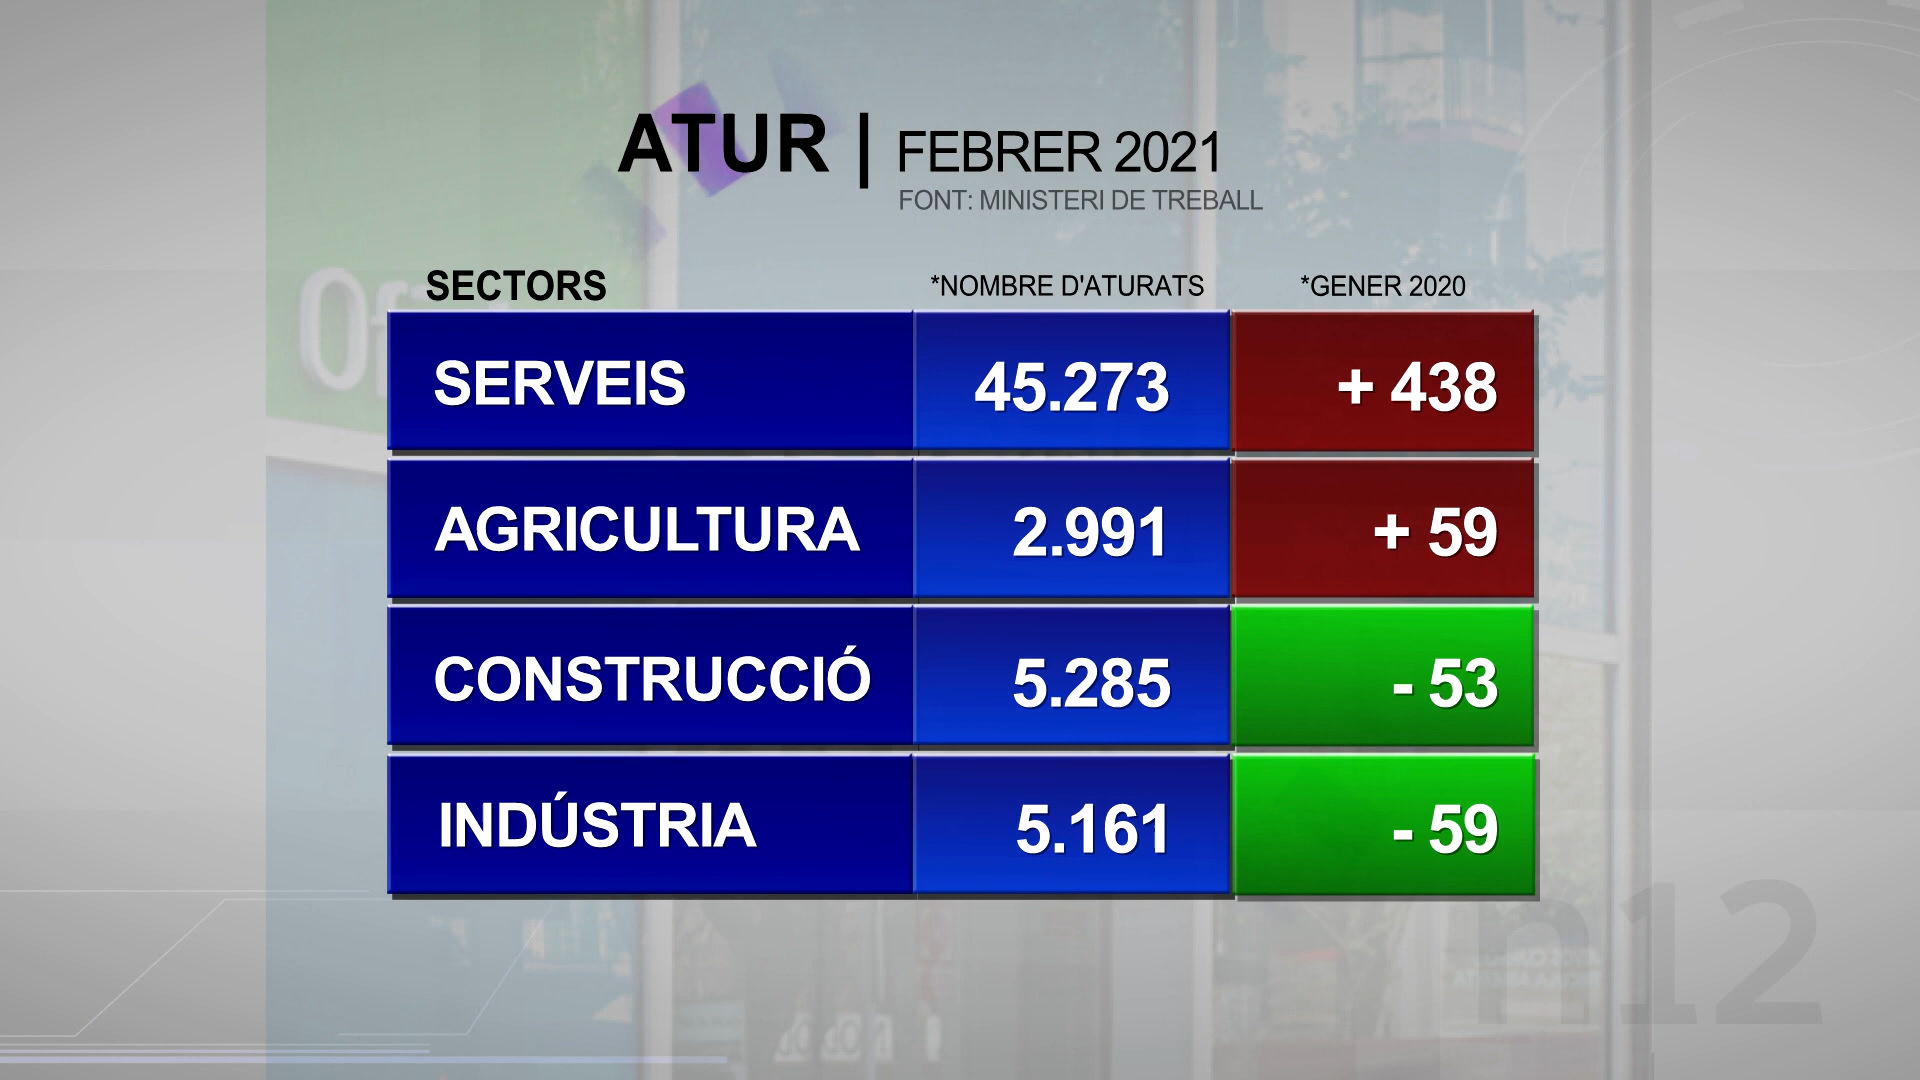 ATUR | FEBRER 2021
FONT: MINISTERI DE TREBALL
SECTORS *NOMBRE D'ATURATS *GENER 2020
SERVEIS 45.273 + 438
AGRICULTURA 2.991 + 59
CONSTRUCCIÓ 5.285 - 53
INDÚSTRIA 5.161 - 59
n12